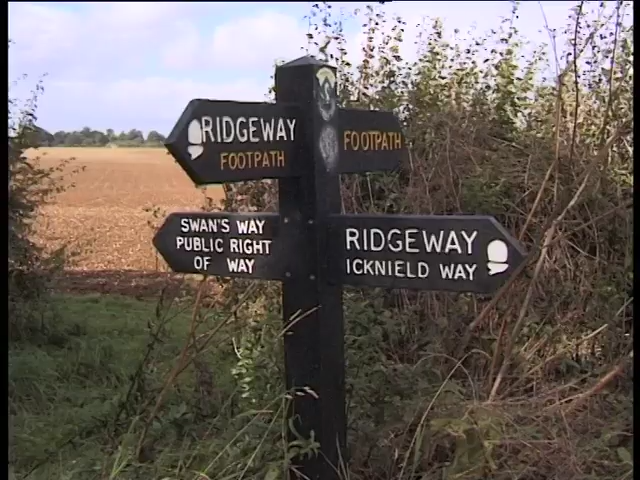 RIDGEWAY
FOOTPATH
FOOTPATH
SWAN'S WAY
PUBLIC RIGHT
OF WAY
RIDGEWAY
ICKNIELD WAY